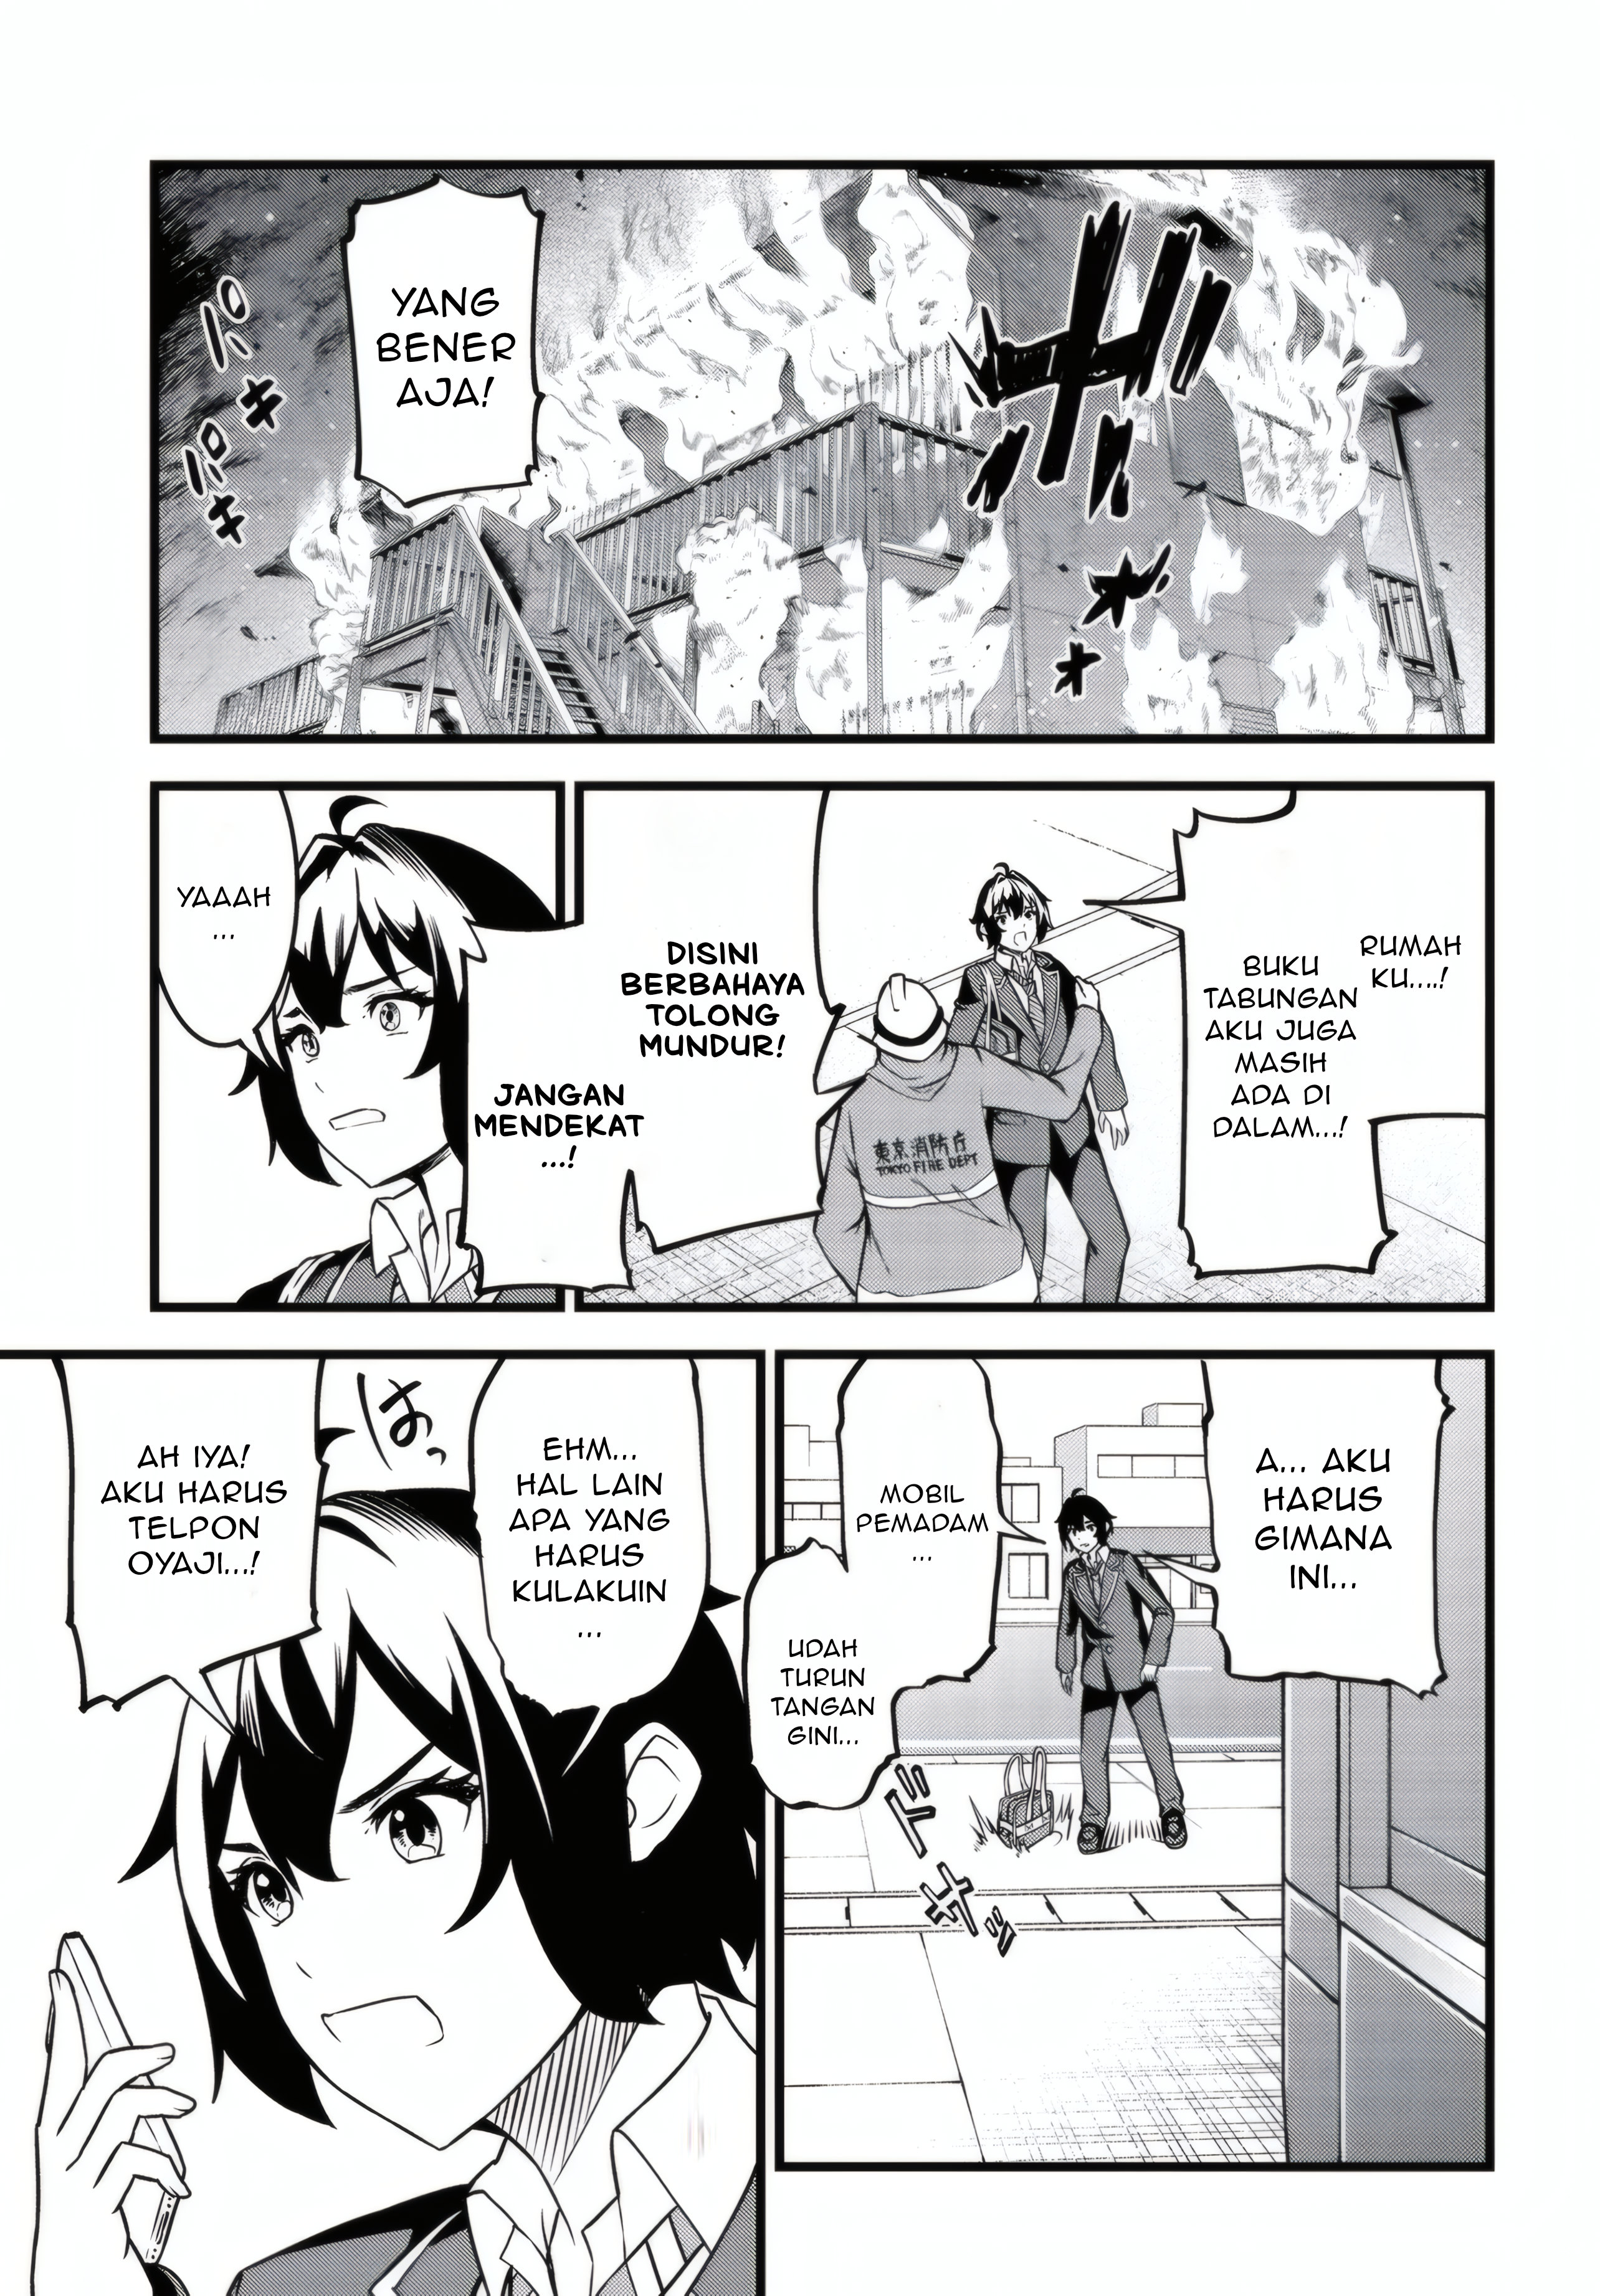 YANG
BENER
AJA!
パ
キ
パ
キ
RUMAH
KU....!
BUKU
TABUNGAN
AKU JUGA
MASIH
ADA DI
DALAM...!
東京消防庁
TOKYO FIRE DEPT
DISINI
BERBAHAYA
TOLONG
MUNDUR!
JANGAN
MENDEKAT
...!
YAAAH
...
A... AKU
HARUS
GIMANA
INI...
MOBIL
PEMADAM
...
UDAH
TURUN
TANGAN
GINI...
ドサッ
EHM...
HAL LAIN
APA YANG
HARUS
KULAKUIN
...
はっ
AH IYA!
AKU HARUS
TELPON
OYAJI...!